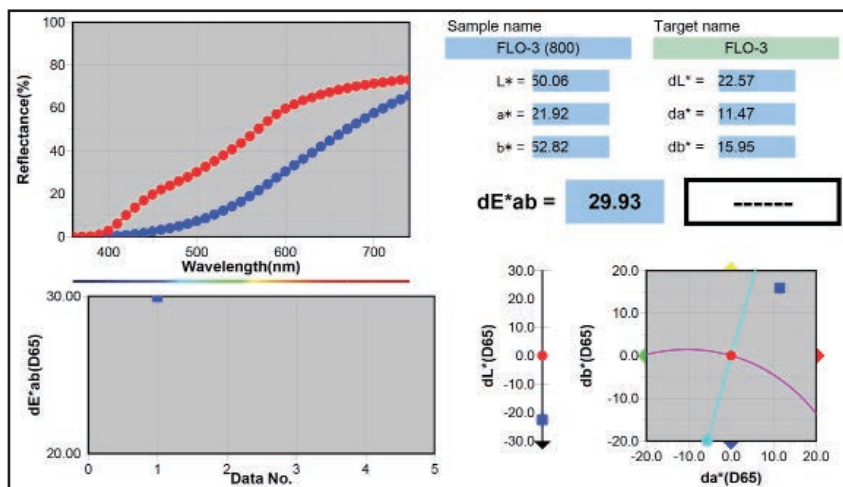 100
80
60
40
20
0
Reflectance(%)
400 500 600 700
Wavelength(nm)
Sample name
FLO-3 (800)
L* = 50.06
a* = 21.92
b* = 52.82
Target name
FLO-3
dL* = 22.57
da* = 11.47
db* = 15.95
dE*ab = 29.93
------
30.00
20.00
dE*ab(D65)
0 1 2 3 4 5
Data No.
30.0
20.0
10.0
0.0
-10.0
-20.0
-30.0
dL*(D65)
20.0
10.0
0.0
-10.0
-20.0
db*(D65)
-20.0 -10.0 0.0 10.0 20.0
da*(D65)